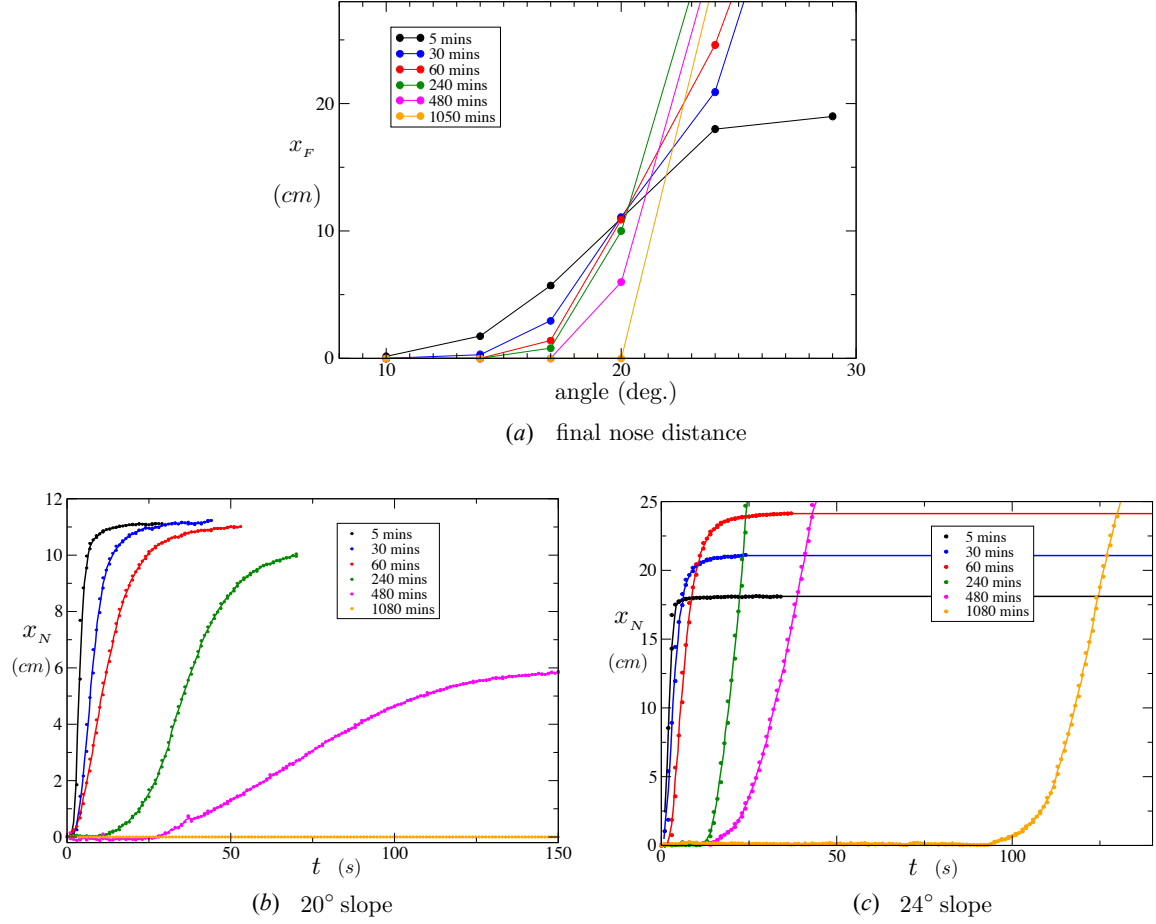 5 mins
30 mins
60 mins
240 mins
480 mins
1050 mins
20
10
0
x_F
(cm)
10 20 30
angle (deg.)
(a) final nose distance
12
10
8
6
4
2
0
x_N
(cm)
5 mins
30 mins
60 mins
240 mins
480 mins
1080 mins
0 50 100 150
t (s)
(b) 20° slope
25
20
15
10
5
0
x_N
(cm)
5 mins
30 mins
60 mins
240 mins
480 mins
1080 mins
0 50 100
t (s)
(c) 24° slope